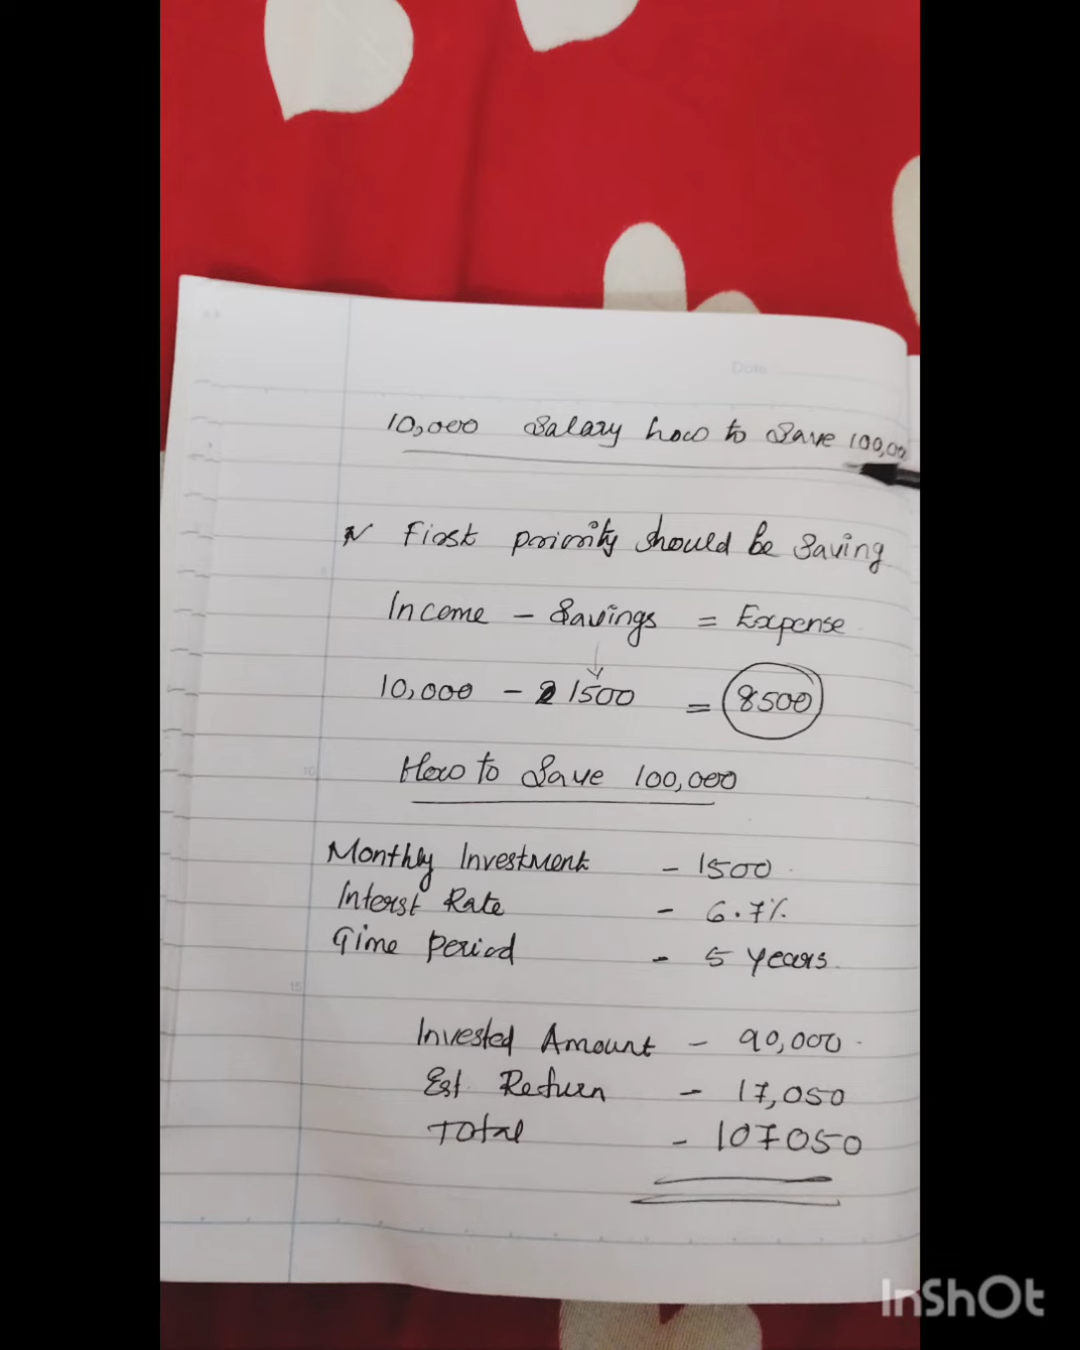 Date
10,000 Salary how to Save 100,00
First priority should be Saving
Income - Savings = Expense
10,000 - 1500 = 8500
How to Save 100,000
Monthly Investment - 1500
Interst Rate - 6.7%
Time Period - 5 years
Invested Amount - 90,000
Est Return - 17,050
Total - 107050
InShOt